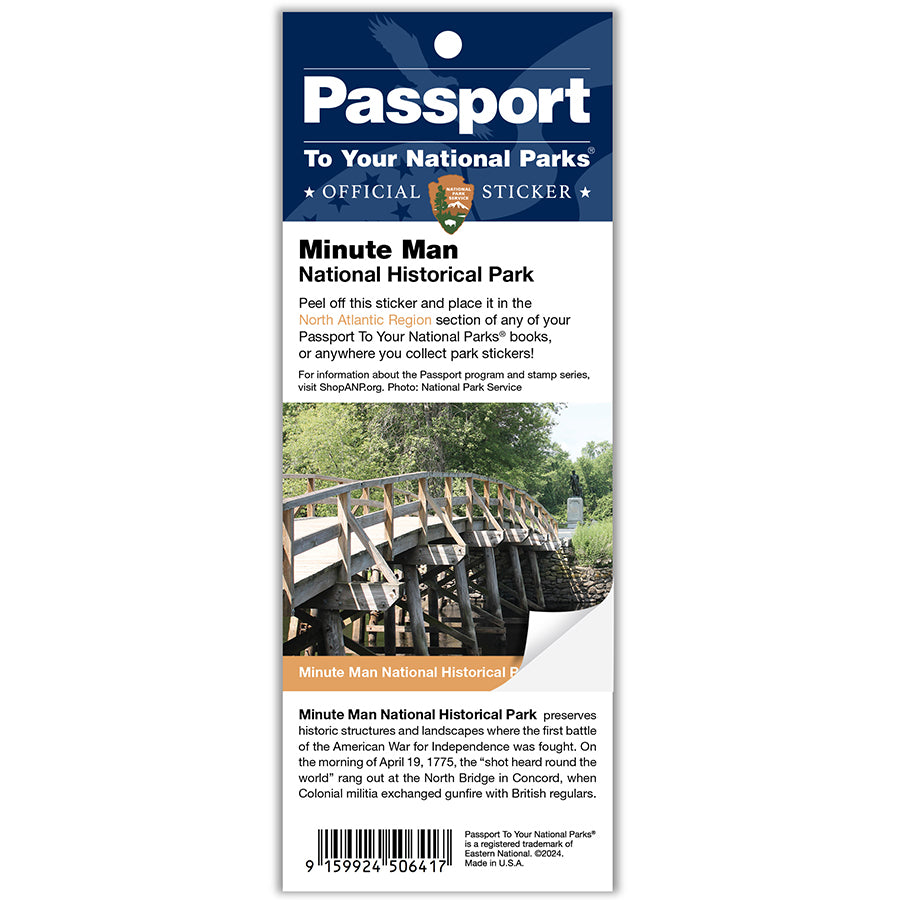 Passport
To Your National Parks®
★ OFFICIAL STICKER ★
NATIONAL
PARK
SERVICE
Minute Man
National Historical Park
Peel off this sticker and place it in the
North Atlantic Region section of any of your
Passport To Your National Parks® books,
or anywhere you collect park stickers!
For information about the Passport program and stamp series,
visit ShopANP.org. Photo: National Park Service
Minute Man National Historical P
Minute Man National Historical Park preserves
historic structures and landscapes where the first battle
of the American War for Independence was fought. On
the morning of April 19, 1775, the “shot heard round the
world” rang out at the North Bridge in Concord, when
Colonial militia exchanged gunfire with British regulars.
9 159924 506417
Passport To Your National Parks®
is a registered trademark of
Eastern National. ©2024.
Made in U.S.A.